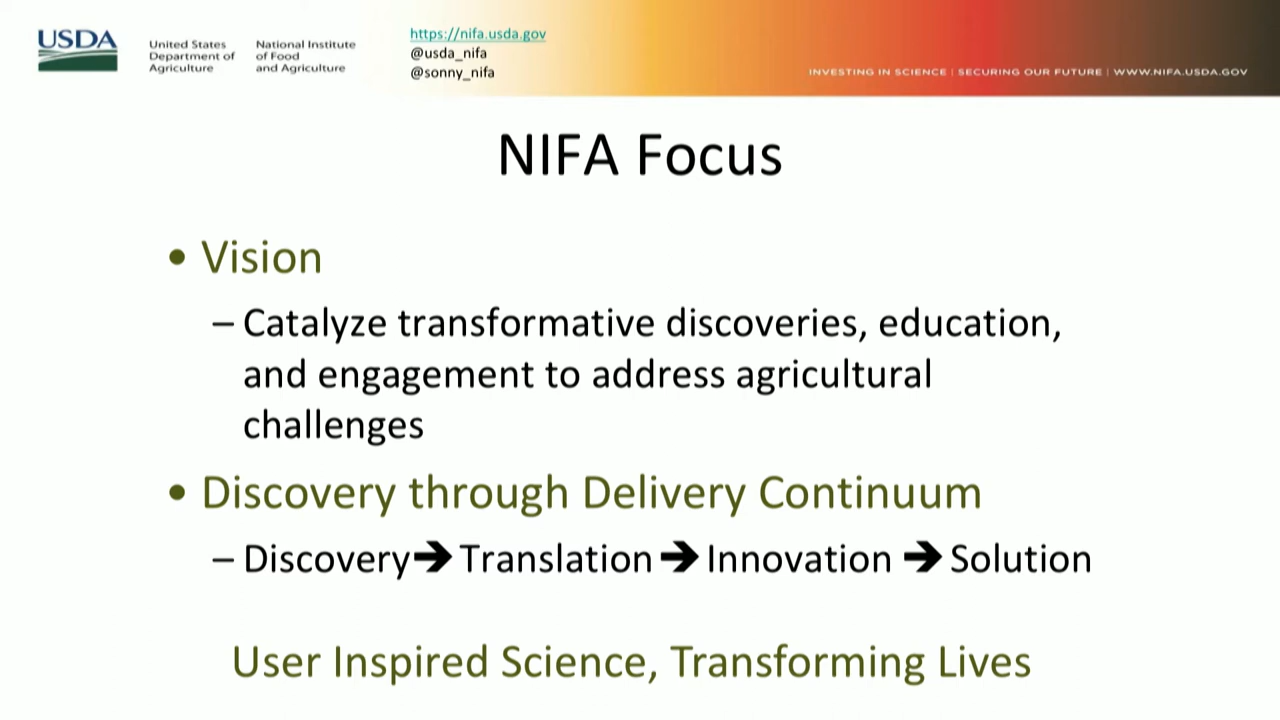 USDA
United States
Department of
Agriculture
National Institute
of Food
and Agriculture
https://nifa.usda.gov
@usda_nifa
@sonny_nifa
INVESTING IN SCIENCE | SECURING OUR FUTURE | WWW.NIFA.USDA.GOV
NIFA Focus
• Vision
– Catalyze transformative discoveries, education,
and engagement to address agricultural
challenges
• Discovery through Delivery Continuum
– Discovery➔ Translation ➔ Innovation ➔ Solution
User Inspired Science, Transforming Lives